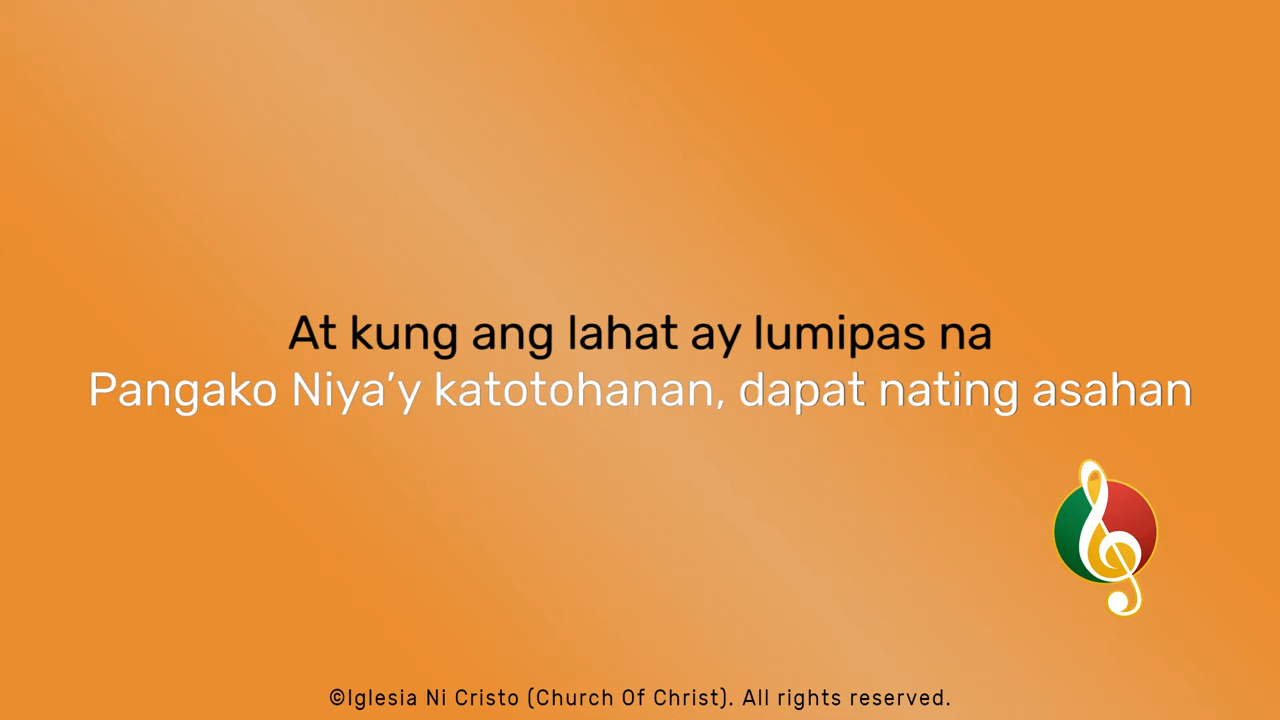 At kung ang lahat ay lumipas na
Pangako Niya’y katotohanan, dapat nating asahan
©Iglesia Ni Cristo (Church Of Christ). All rights reserved.